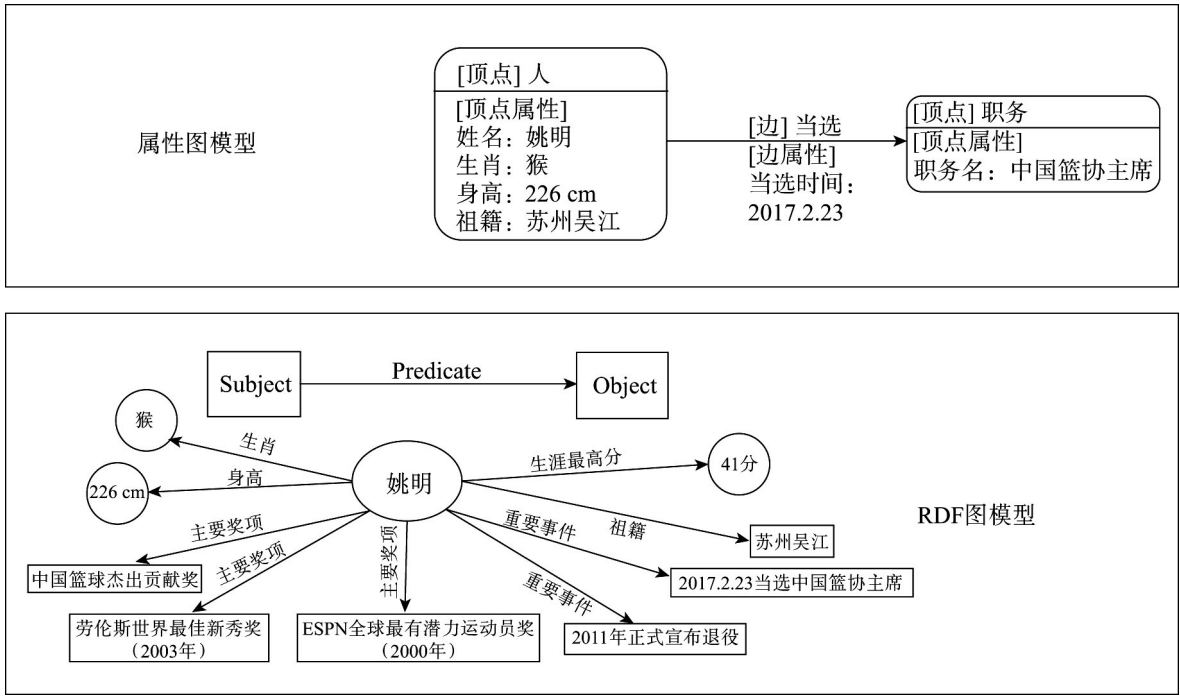 属性图模型
[顶点] 人
[顶点属性]
姓名：姚明
生肖：猴
身高：226 cm
祖籍：苏州吴江
[边] 当选
[边属性]
当选时间：
2017.2.23
[顶点] 职务
[顶点属性]
职务名：中国篮协主席
Subject
Predicate
Object
猴
生肖
226 cm
身高
姚明
生涯最高分
41分
RDF图模型
祖籍
苏州吴江
重要事件
2017.2.23当选中国篮协主席
主要奖项
中国篮球杰出贡献奖
主要奖项
劳伦斯世界最佳新秀奖
（2003年）
主要奖项
ESPN全球最有潜力运动员奖
（2000年）
重要事件
2011年正式宣布退役